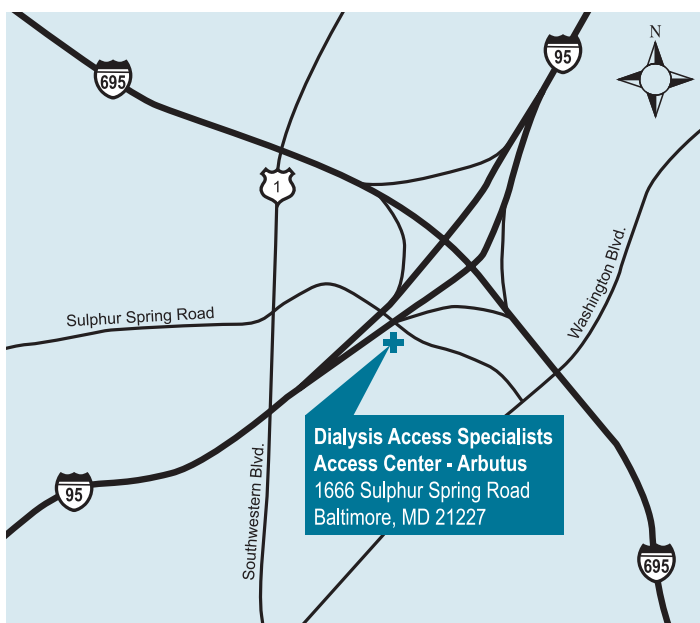 95
N
695
1
Washington Blvd.
Sulphur Spring Road
Dialysis Access Specialists
Access Center - Arbutus
1666 Sulphur Spring Road
Baltimore, MD 21227
95
Southwestern Blvd.
695